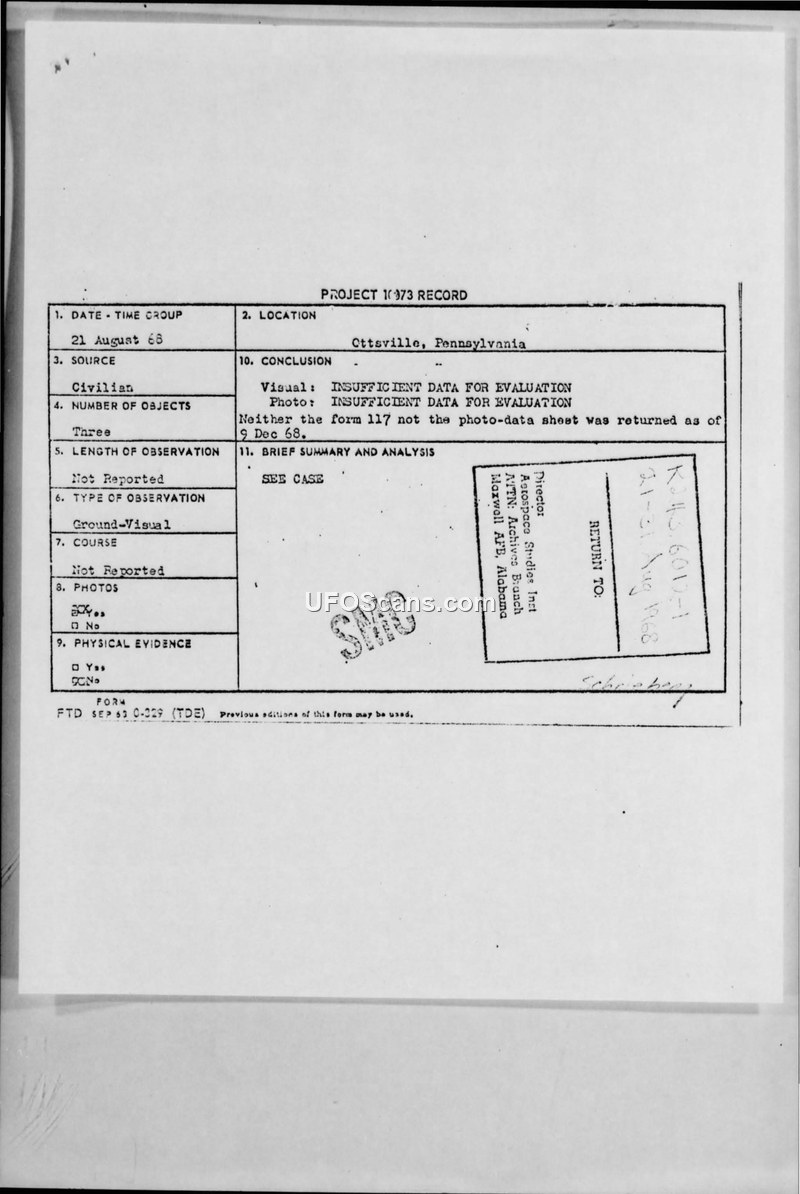 PROJECT 10073 RECORD
1. DATE - TIME GROUP
21 August 68
2. LOCATION
Ottsville, Pennsylvania
3. SOURCE
Civilian
10. CONCLUSION
Visual: INSUFFICIENT DATA FOR EVALUATION
Photo: INSUFFICIENT DATA FOR EVALUATION
Neither the form 117 not the photo-data sheet was returned as of
9 Dec 68.
4. NUMBER OF OBJECTS
Three
5. LENGTH OF OBSERVATION
Not Reported
11. BRIEF SUMMARY AND ANALYSIS
SEE CASE
6. TYPE OF OBSERVATION
Ground-Visual
7. COURSE
Not Reported
8. PHOTOS
Yes
□ No
9. PHYSICAL EVIDENCE
□ Yes
No
RETURN TO:
Director
Aerospace Studies Inst
ATTN: Archives Branch
Maxwell AFB, Alabama
UFOScans.com
FORM
FTD SEP 63 0-329 (TDE) Previous editions of this form may be used.